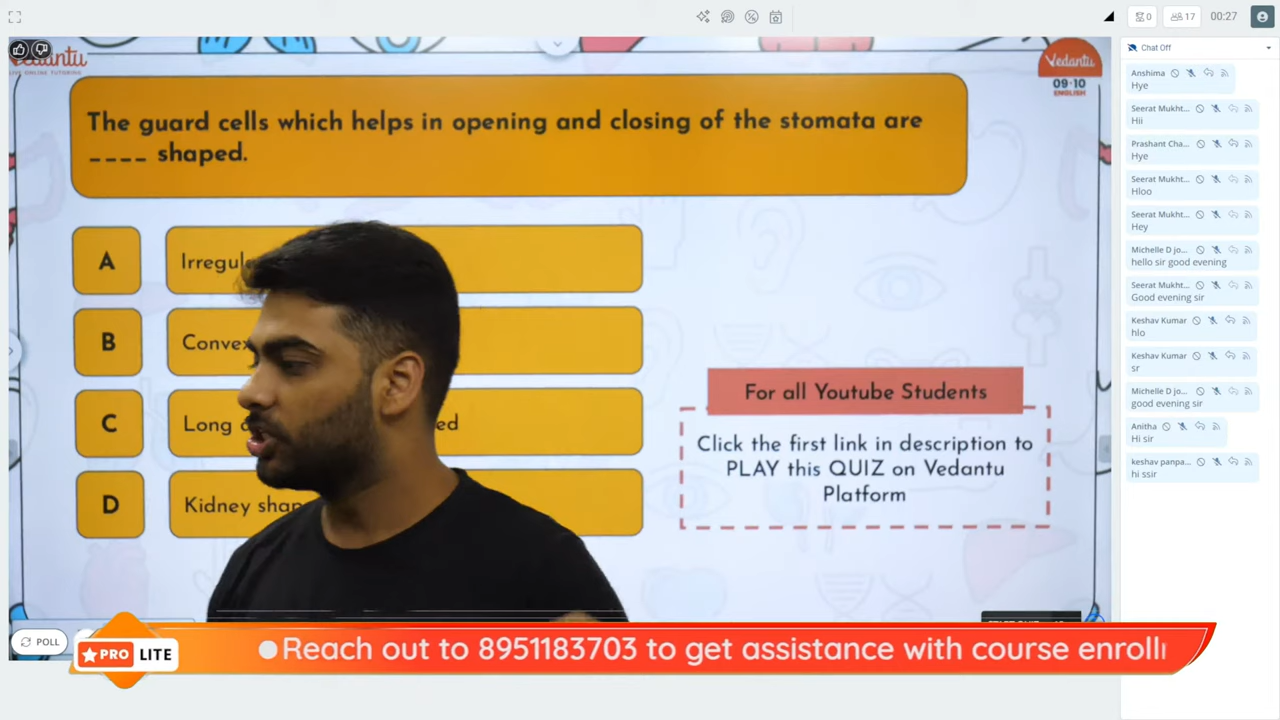 0
17
00:27
Vedantu
LIVE ONLINE TUTORING
Vedantu
09-10
ENGLISH
The guard cells which helps in opening and closing of the stomata are
____ shaped.
A
B
Convex
C
Long
D
Kidney
For all Youtube Students
Click the first link in description to
PLAY this QUIZ on Vedantu
Platform
POLL
PRO LITE
Reach out to 8951183703 to get assistance with course
Chat Off
Anshima
Hye
Seerat Mukht...
Hii
Prashant Cha...
Hye
Seerat Mukht...
Hloo
Seerat Mukht...
Hey
Michelle D jo...
hello sir good evening
Seerat Mukht...
Good evening sir
Keshav Kumar
hlo
Keshav Kumar
sr
Michelle D jo...
good evening sir
Anitha
Hi sir
keshav panpa...
hi ssir